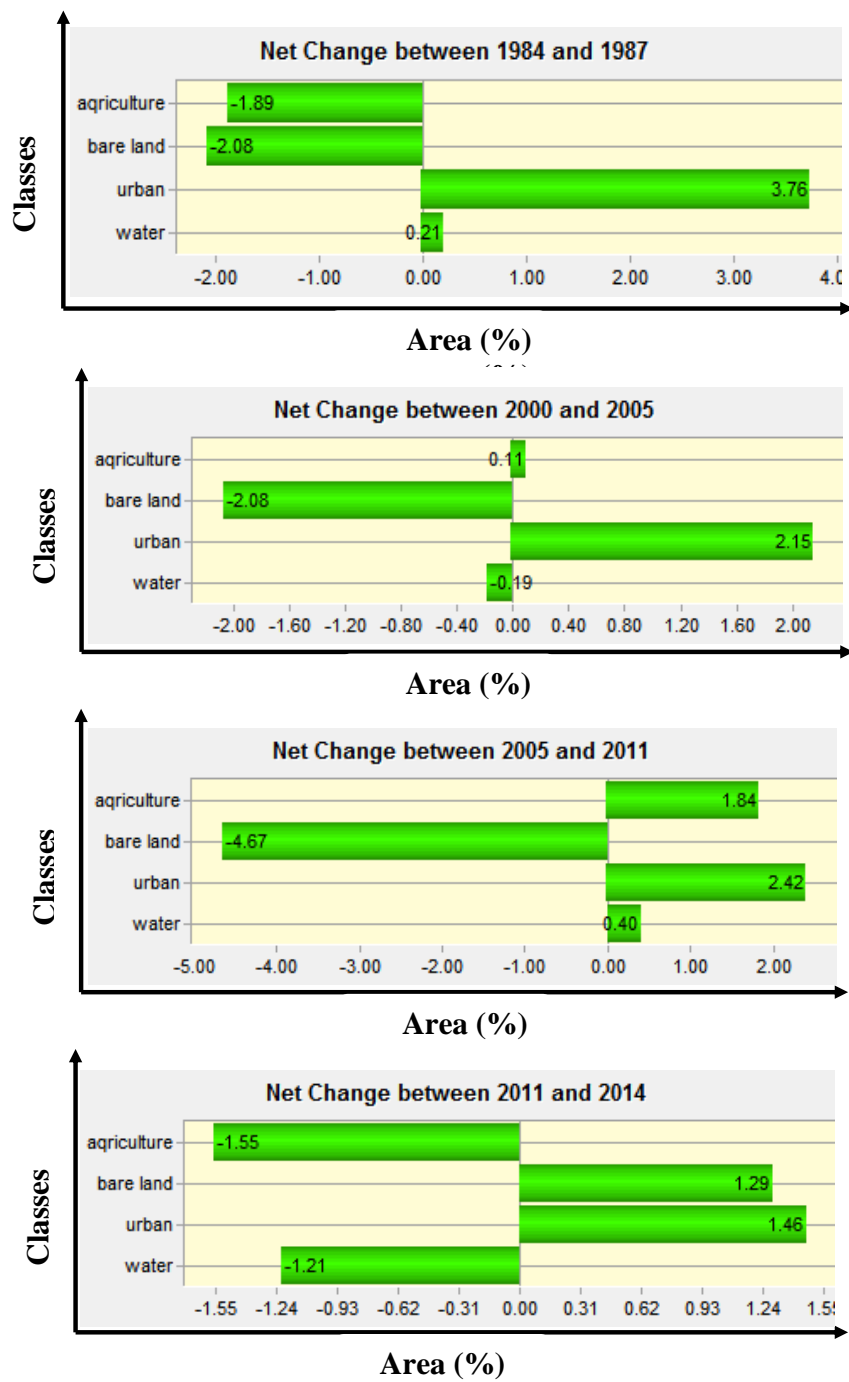 Net Change between 1984 and 1987
Classes
aqriculture
-1.89
bare land
-2.08
urban
3.76
water
0.21
-2.00 -1.00 0.00 1.00 2.00 3.00 4.0
Area (%)
Net Change between 2000 and 2005
Classes
aqriculture
0.11
bare land
-2.08
urban
2.15
water
-0.19
-2.00 -1.60 -1.20 -0.80 -0.40 0.00 0.40 0.80 1.20 1.60 2.00
Area (%)
Net Change between 2005 and 2011
Classes
aqriculture
1.84
bare land
-4.67
urban
2.42
water
0.40
-5.00 -4.00 -3.00 -2.00 -1.00 0.00 1.00 2.00
Area (%)
Net Change between 2011 and 2014
Classes
aqriculture
-1.55
bare land
1.29
urban
1.46
water
-1.21
-1.55 -1.24 -0.93 -0.62 -0.31 0.00 0.31 0.62 0.93 1.24 1.55
Area (%)